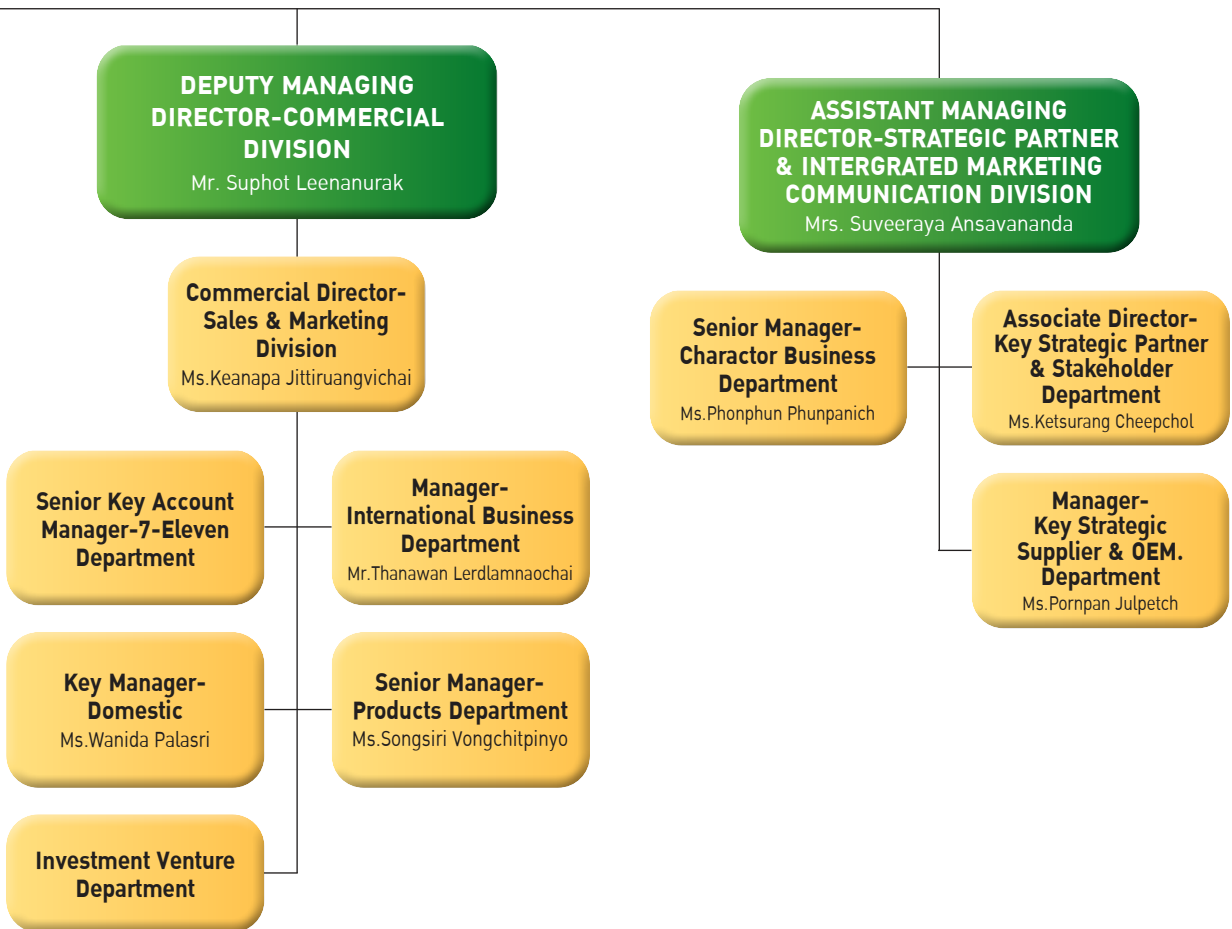 DEPUTY MANAGING
DIRECTOR-COMMERCIAL
DIVISION
Mr. Suphot Leenanurak
Commercial Director-
Sales & Marketing
Division
Ms.Keanapa Jittiruangvichai
Senior Key Account
Manager-7-Eleven
Department
Manager-
International Business
Department
Mr.Thanawan Lerdlamnaochai
Key Manager-
Domestic
Ms.Wanida Palasri
Senior Manager-
Products Department
Ms.Songsiri Vongchitpinyo
Investment Venture
Department
ASSISTANT MANAGING
DIRECTOR-STRATEGIC PARTNER
& INTERGRATED MARKETING
COMMUNICATION DIVISION
Mrs. Suveeraya Ansavananda
Senior Manager-
Charactor Business
Department
Ms.Phonphun Phunpanich
Associate Director-
Key Strategic Partner
& Stakeholder
Department
Ms.Ketsurang Cheepchol
Manager-
Key Strategic
Supplier & OEM.
Department
Ms.Pornpan Julpetch